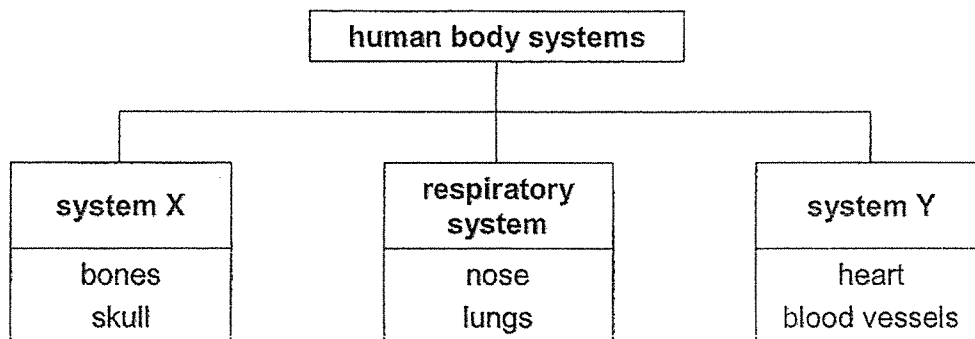 human body systems
system X
bones
skull
respiratory
system
nose
lungs
system Y
heart
blood vessels